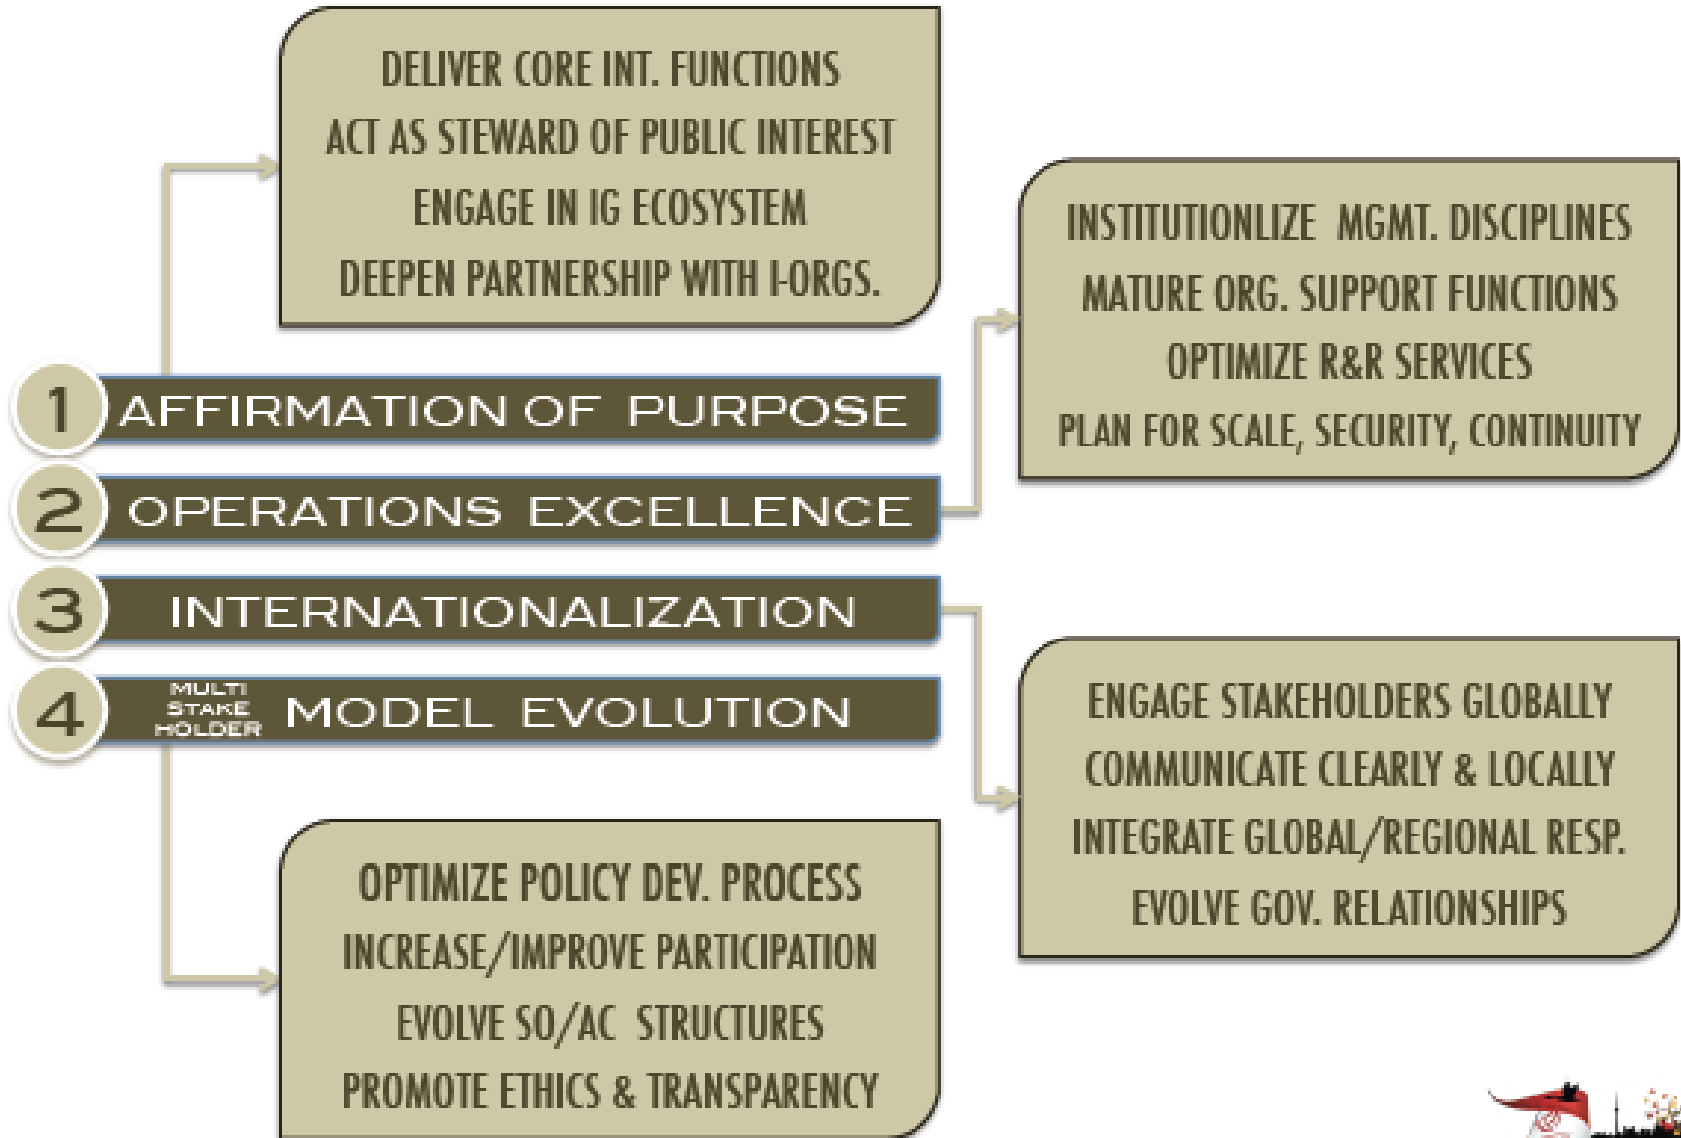 DELIVER CORE INT. FUNCTIONS
ACT AS STEWARD OF PUBLIC INTEREST
ENGAGE IN IG ECOSYSTEM
DEEPEN PARTNERSHIP WITH I-ORGS.
INSTITUTIONLIZE MGMT. DISCIPLINES
MATURE ORG. SUPPORT FUNCTIONS
OPTIMIZE R&R SERVICES
PLAN FOR SCALE, SECURITY, CONTINUITY
1 AFFIRMATION OF PURPOSE
2 OPERATIONS EXCELLENCE
3 INTERNATIONALIZATION
4 MULTI STAKE HOLDER MODEL EVOLUTION
ENGAGE STAKEHOLDERS GLOBALLY
COMMUNICATE CLEARLY & LOCALLY
INTEGRATE GLOBAL/REGIONAL RESP.
EVOLVE GOV. RELATIONSHIPS
OPTIMIZE POLICY DEV. PROCESS
INCREASE/IMPROVE PARTICIPATION
EVOLVE SO/AC STRUCTURES
PROMOTE ETHICS & TRANSPARENCY